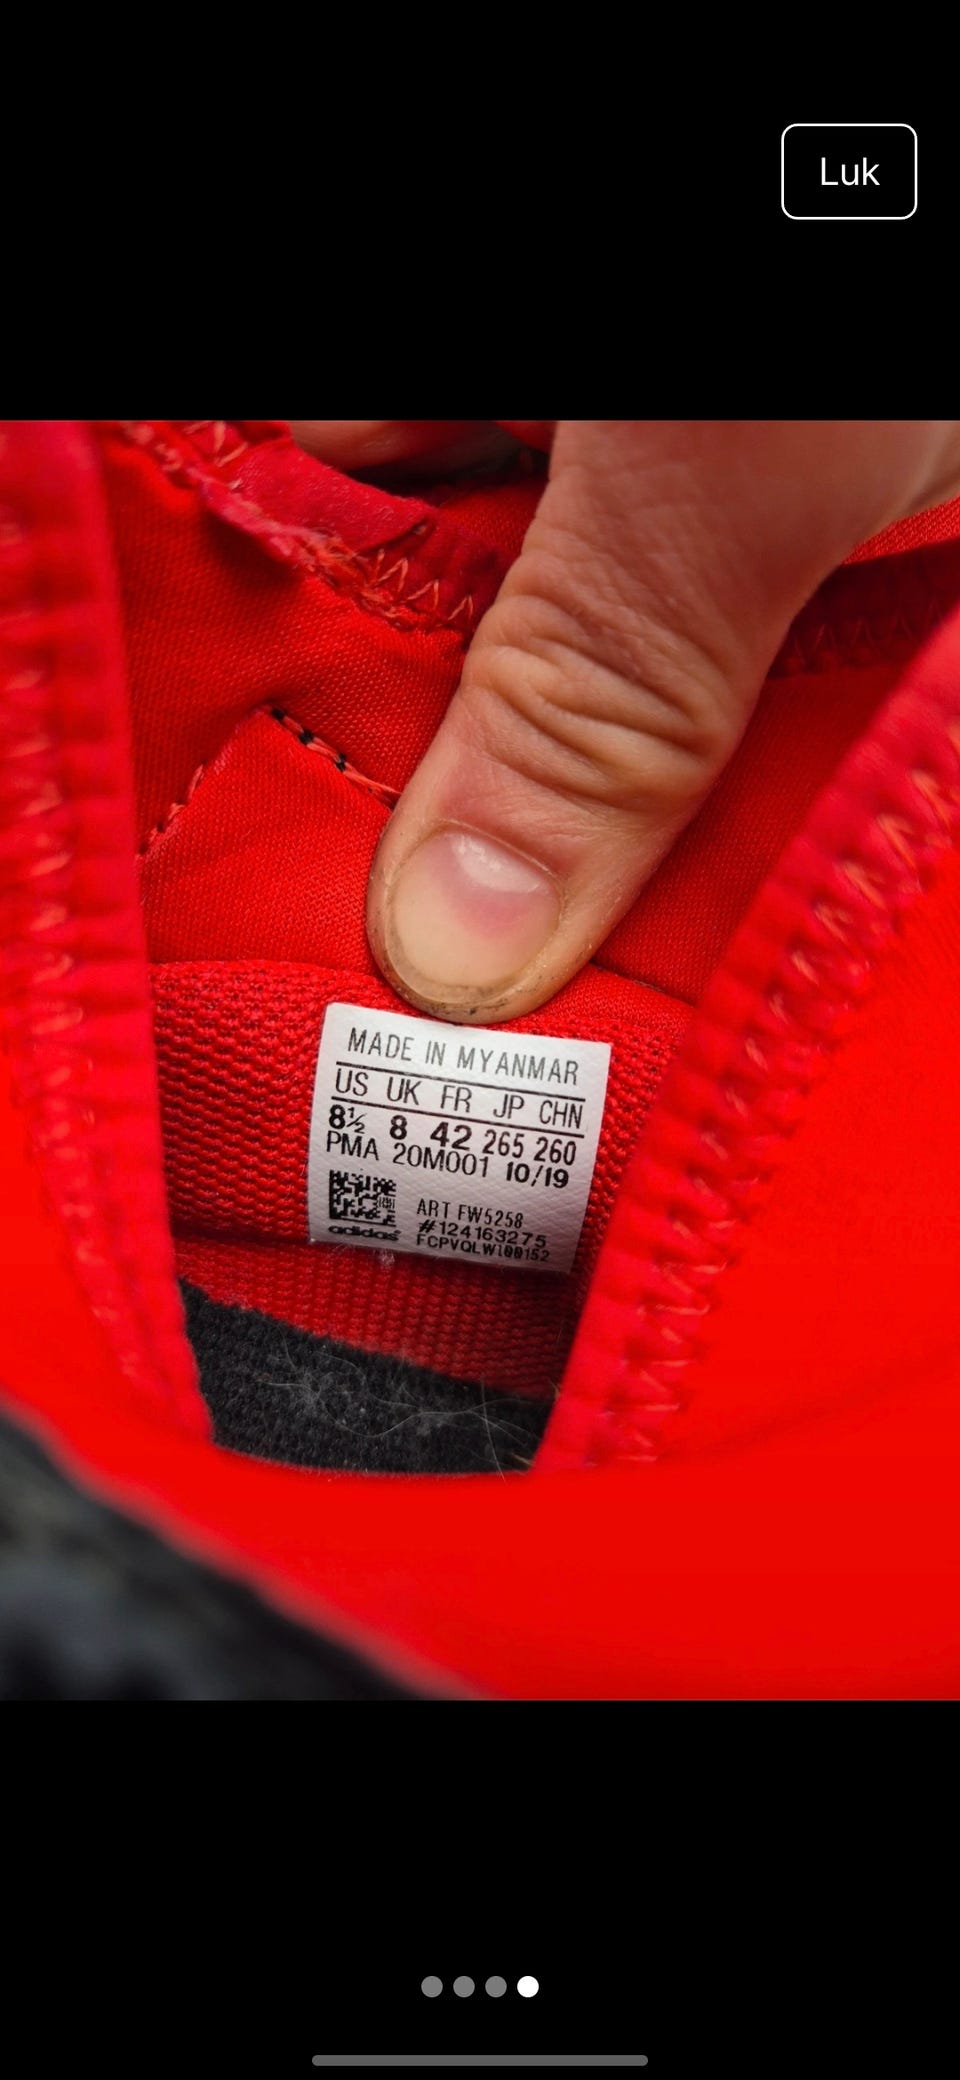 Luk
MADE IN MYANMAR
US UK FR JP CHN
8½ 8 42 265 260
PMA 20M001 10/19
ART FW5258
#124163275
FCPVQLW100152
adidas